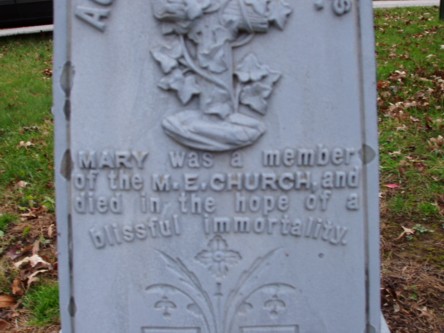 MARY was a member
of the M. E. CHURCH, and
died in the hope of a
blissful immortality.